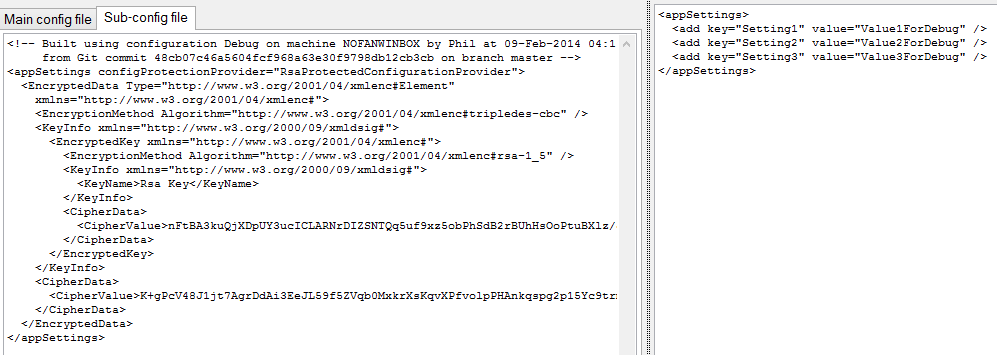 Main config file
Sub-config file
<!-- Built using configuration Debug on machine NOFANWINBOX by Phil at 09-Feb-2014 04:1
from Git commit 48cb07c46a5604fcf968a63e30f9798db12cb3cb on branch master -->
<appSettings configProtectionProvider="RsaProtectedConfigurationProvider">
<EncryptedData Type="http://www.w3.org/2001/04/xmlenc#Element"
xmlns="http://www.w3.org/2001/04/xmlenc#">
<EncryptionMethod Algorithm="http://www.w3.org/2001/04/xmlenc#tripledes-cbc" />
<KeyInfo xmlns="http://www.w3.org/2000/09/xmldsig#">
<EncryptedKey xmlns="http://www.w3.org/2001/04/xmlenc#">
<EncryptionMethod Algorithm="http://www.w3.org/2001/04/xmlenc#rsa-1_5" />
<KeyInfo xmlns="http://www.w3.org/2000/09/xmldsig#">
<KeyName>Rsa Key</KeyName>
</KeyInfo>
<CipherData>
<CipherValue>nFtBA3kuQjXDpUY3ucICLARNrDIZSNTQq5uf9xz5obPhSdB2rBUhHsOoPtuBXlz/
</CipherData>
</EncryptedKey>
</KeyInfo>
<CipherData>
<CipherValue>K+gPcV48J1jt7AgrDdAi3EeJL59f5ZVqb0MxkrXsKqvXPfvolpPHAnkqspg2p15Yc9tr
</CipherData>
</EncryptedData>
</appSettings>
<appSettings>
<add key="Setting1" value="Value1ForDebug" />
<add key="Setting2" value="Value2ForDebug" />
<add key="Setting3" value="Value3ForDebug" />
</appSettings>